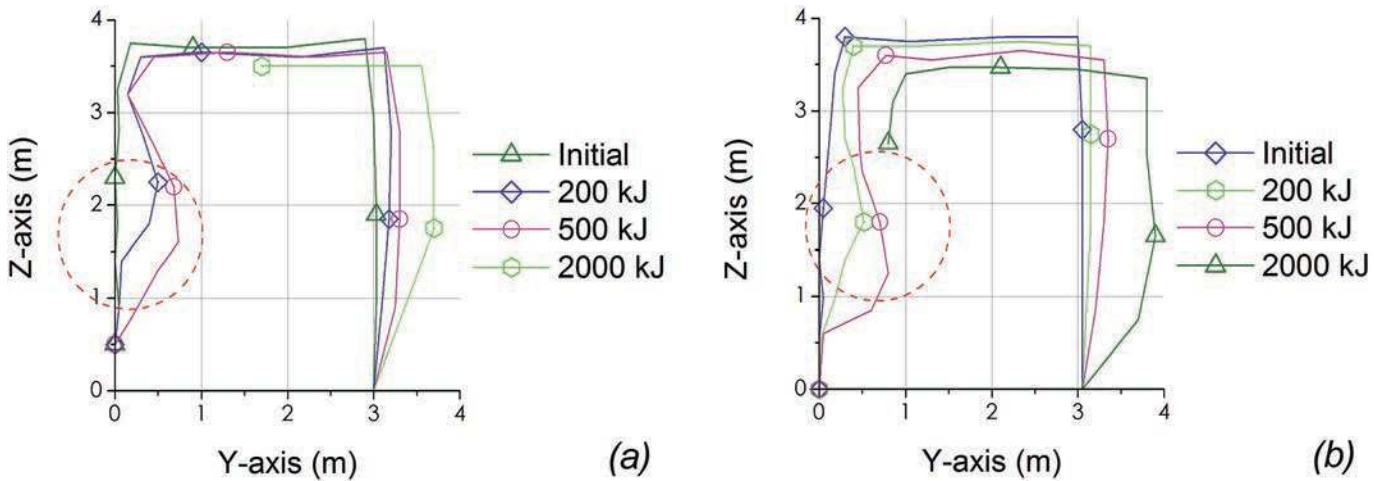 4
3
2
1
0
Z-axis (m)
0
1
2
3
4
Y-axis (m)
Initial
200 kJ
500 kJ
2000 kJ
(a)
4
3
2
1
0
Z-axis (m)
0
1
2
3
4
Y-axis (m)
Initial
200 kJ
500 kJ
2000 kJ
(b)